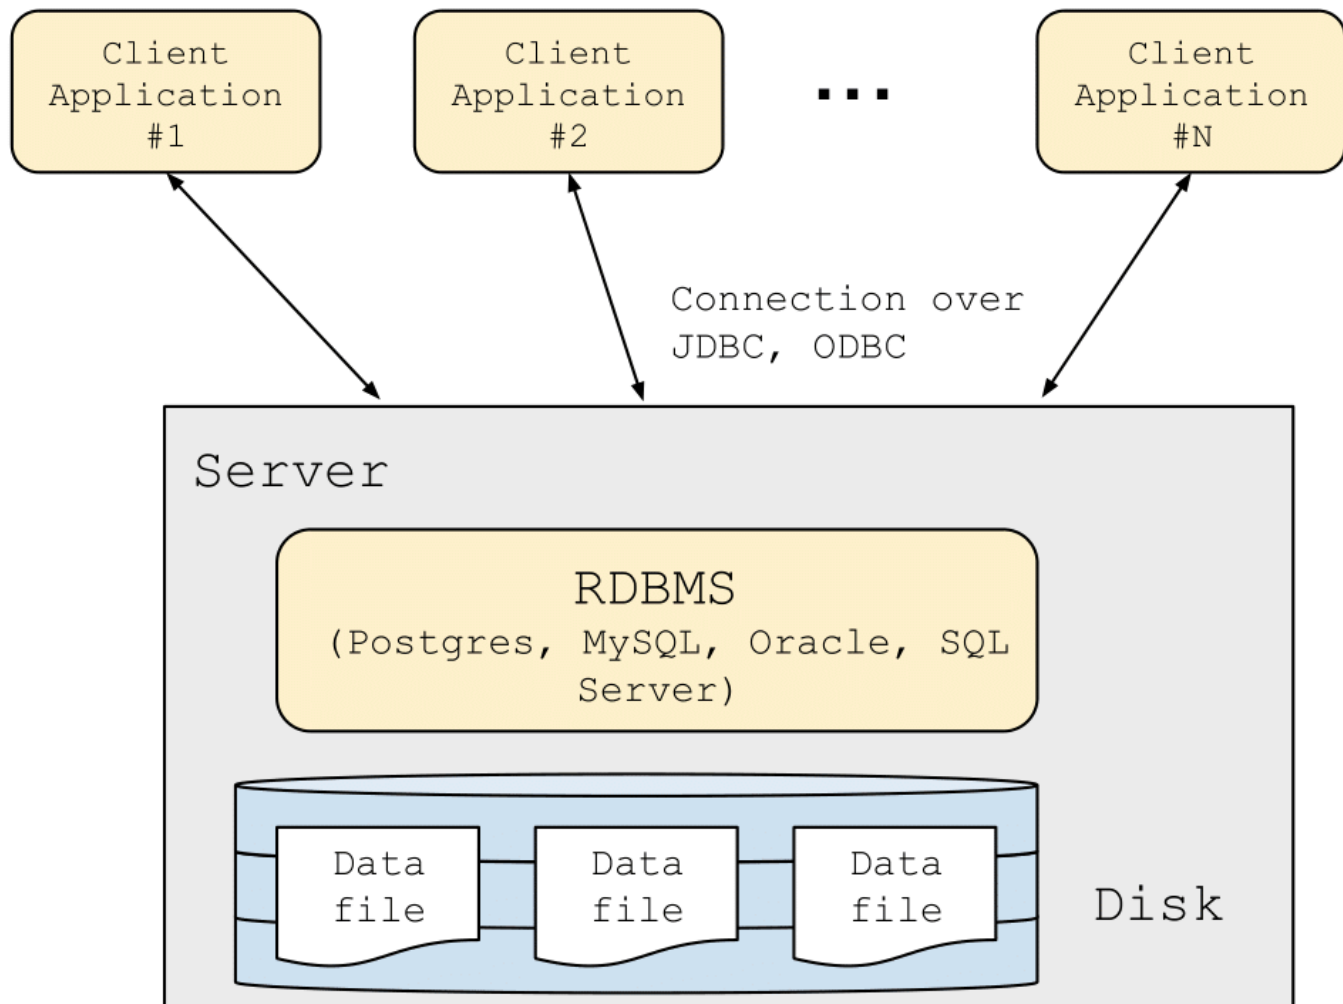 Client
Application
#1
Client
Application
#2
...
Client
Application
#N
Connection over
JDBC, ODBC
Server
RDBMS
(Postgres, MySQL, Oracle, SQL
Server)
Data
file
Data
file
Data
file
Disk